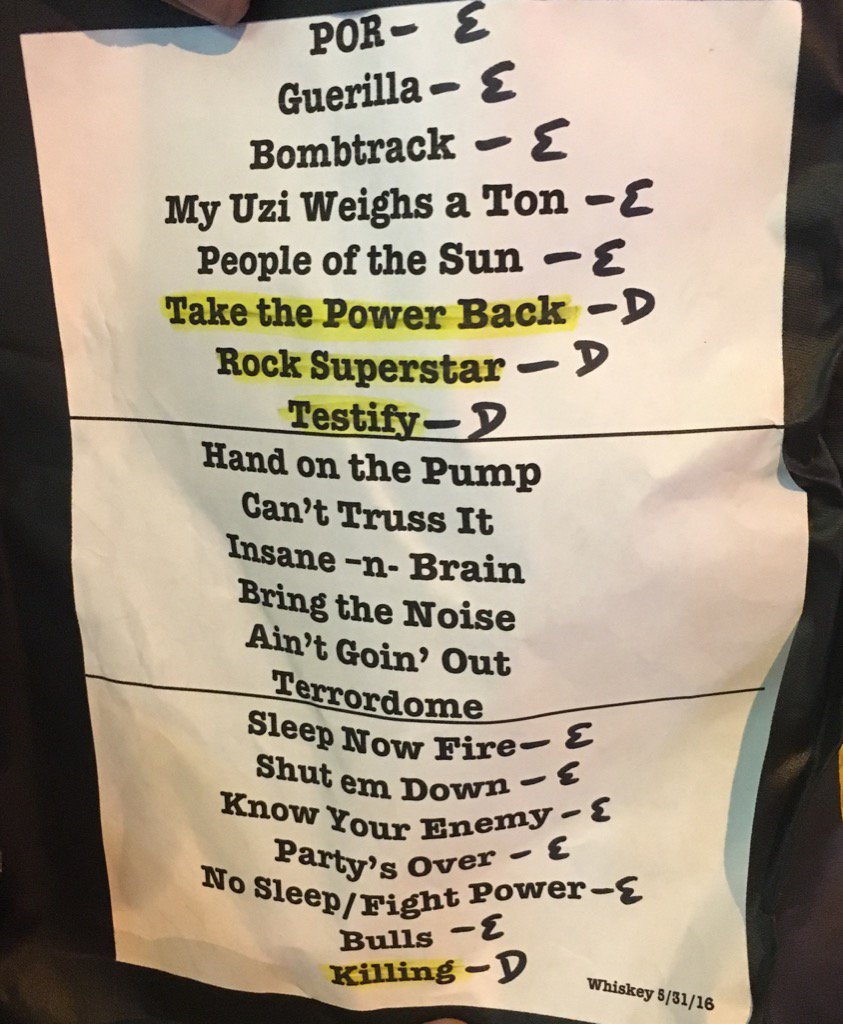 POR - E
Guerilla - E
Bombtrack - E
My Uzi Weighs a Ton - E
People of the Sun - E
Take the Power Back - D
Rock Superstar - D
Testify - D
Hand on the Pump
Can't Truss It
Insane -n- Brain
Bring the Noise
Ain't Goin' Out
Terrordome
Sleep Now Fire - E
Shut em Down - E
Know Your Enemy - E
Party's Over - E
No Sleep/Fight Power - E
Bulls - E
Killing - D
Whiskey 5/31/16